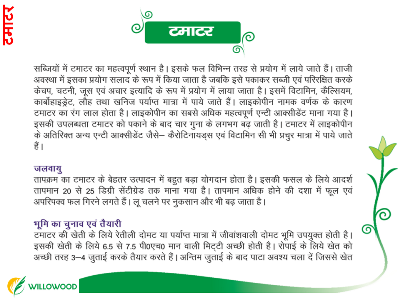 टमाटर
टमाटर
सब्जियों में टमाटर का महत्वपूर्ण स्थान है। इसके फल विभिन्न तरह से प्रयोग में लाये जाते हैं। ताजी
अवस्था में इसका प्रयोग सलाद के रूप में किया जाता है जबकि इसे पकाकर सब्जी एवं परिरक्षित करके
केचप, चटनी, जूस एवं अचार इत्यादि के रूप में प्रयोग में लाया जाता है। इसमें विटामिन, कैल्सियम,
कार्बोहाइड्रेट, लौह तथा खनिज पर्याप्त मात्रा में पाये जाते हैं। लाइकोपीन नामक वर्णक के कारण
टमाटर का रंग लाल होता है। लाइकोपीन का सबसे अधिक महत्वपूर्ण एन्टी आक्सीडेंट माना गया है।
इसकी उपलब्धता टमाटर को पकाने के बाद चार गुना के लगभग बढ़ जाती है। टमाटर में लाइकोपीन
के अतिरिक्त अन्य एन्टी आक्सीडेंट जैसे– कैरोटिनायड्स एवं विटामिन सी भी प्रचुर मात्रा में पाये जाते
हैं।
जलवायु
तापक्रम का टमाटर के बेहतर उत्पादन में बहुत बड़ा योगदान होता है। इसकी फसल के लिये आदर्श
तापमान 20 से 25 डिग्री सेंटीग्रेड तक माना गया है। तापमान अधिक होने की दशा में फूल एवं
अपरिपक्व फल गिरने लगते हैं। लू चलने पर नुकसान और भी बढ़ जाता है।
भूमि का चुनाव एवं तैयारी
टमाटर की खेती के लिये रेतीली दोमट या पर्याप्त मात्रा में जीवांशवाली दोमट भूमि उपयुक्त होती है।
इसकी खेती के लिये 6.5 से 7.5 पी0एच0 मान वाली मिट्टी अच्छी होती है। रोपाई के लिये खेत को
अच्छी तरह 3–4 जुताई करके तैयार करते हैं। अन्तिम जुताई के बाद पाटा अवश्य चला दें जिससे खेत
WILLOWOOD